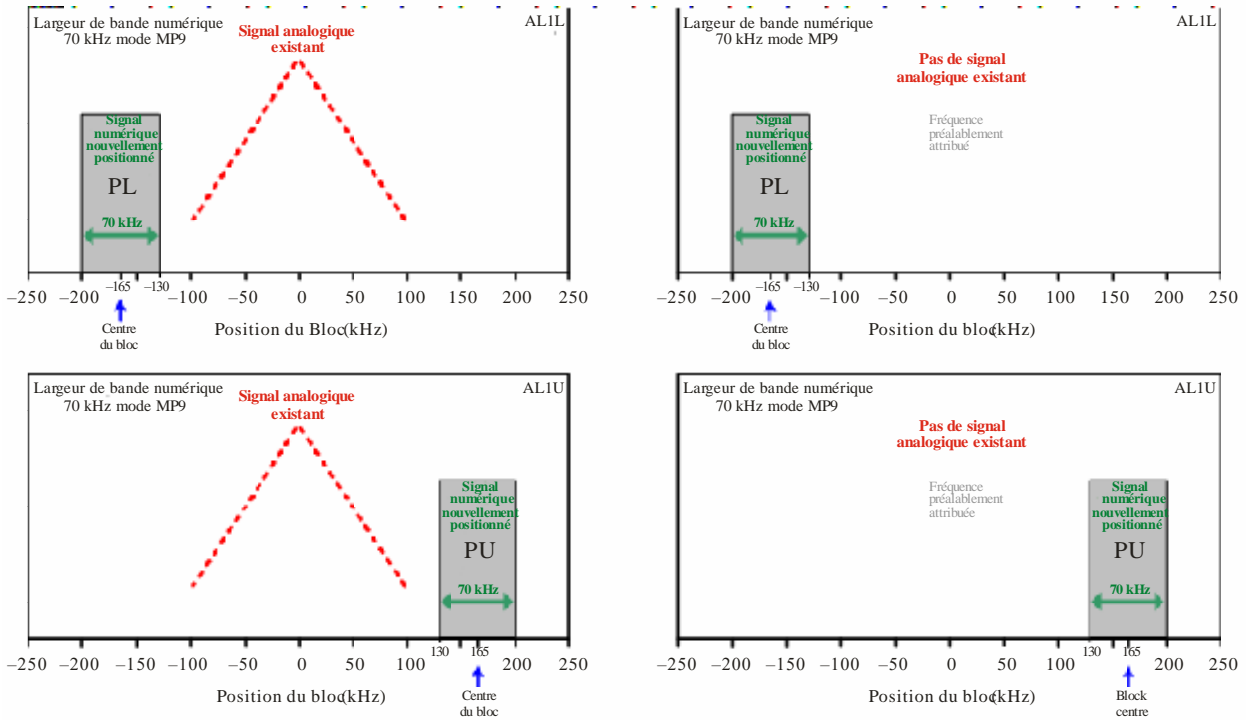 Largeur de bande numérique
70 kHz mode MP9
AL1L
Signal analogique
existant
Signal
numérique
nouvellement
positionné
PL
70 kHz
–165
–130
–250 –200 –150 –100 –50 0 50 100 150 200 250
Centre
du bloc
Position du Bloc(kHz)
Largeur de bande numérique
70 kHz mode MP9
AL1L
Pas de signal
analogique existant
Fréquence
préalablement
attribué
Signal
numérique
nouvellement
positionné
PL
70 kHz
–165
–130
–250 –200 –150 –100 –50 0 50 100 150 200 250
Centre
du bloc
Position du bloc(kHz)
Largeur de bande numérique
70 kHz mode MP9
AL1U
Signal analogique
existant
Signal
numérique
nouvellement
positionné
PU
70 kHz
130
165
–250 –200 –150 –100 –50 0 50 100 150 200 250
Position du bloc(kHz)
Centre
du bloc
Largeur de bande numérique
70 kHz mode MP9
AL1U
Pas de signal
analogique existant
Fréquence
préalablement
attribuée
Signal
numérique
nouvellement
positionné
PU
70 kHz
130
165
–250 –200 –150 –100 –50 0 50 100 150 200 250
Position du bloc(kHz)
Block
centre